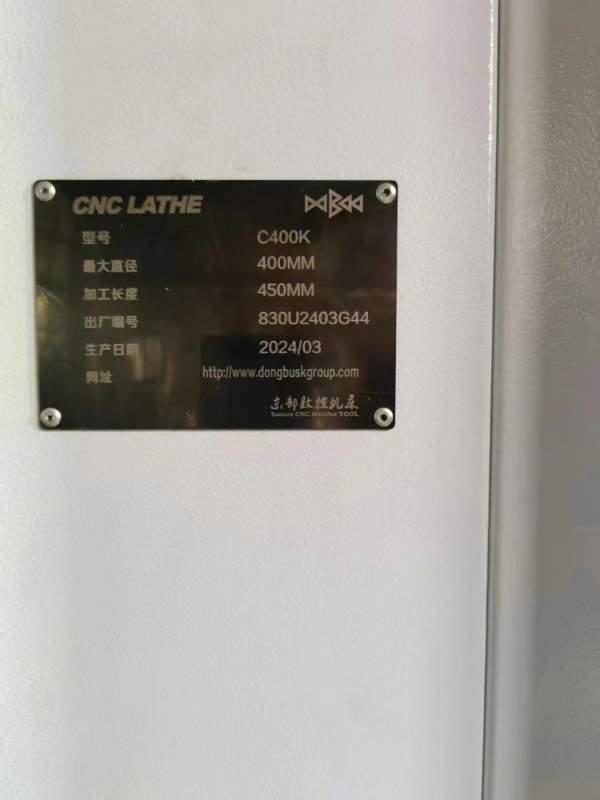 CNC LATHE
型号 C400K
最大直径 400MM
加工长度 450MM
出厂编号 830U2403G44
生产日期 2024/03
网址 http://www.dongbuskgroup.com
东部数控机床
CNC TOOL